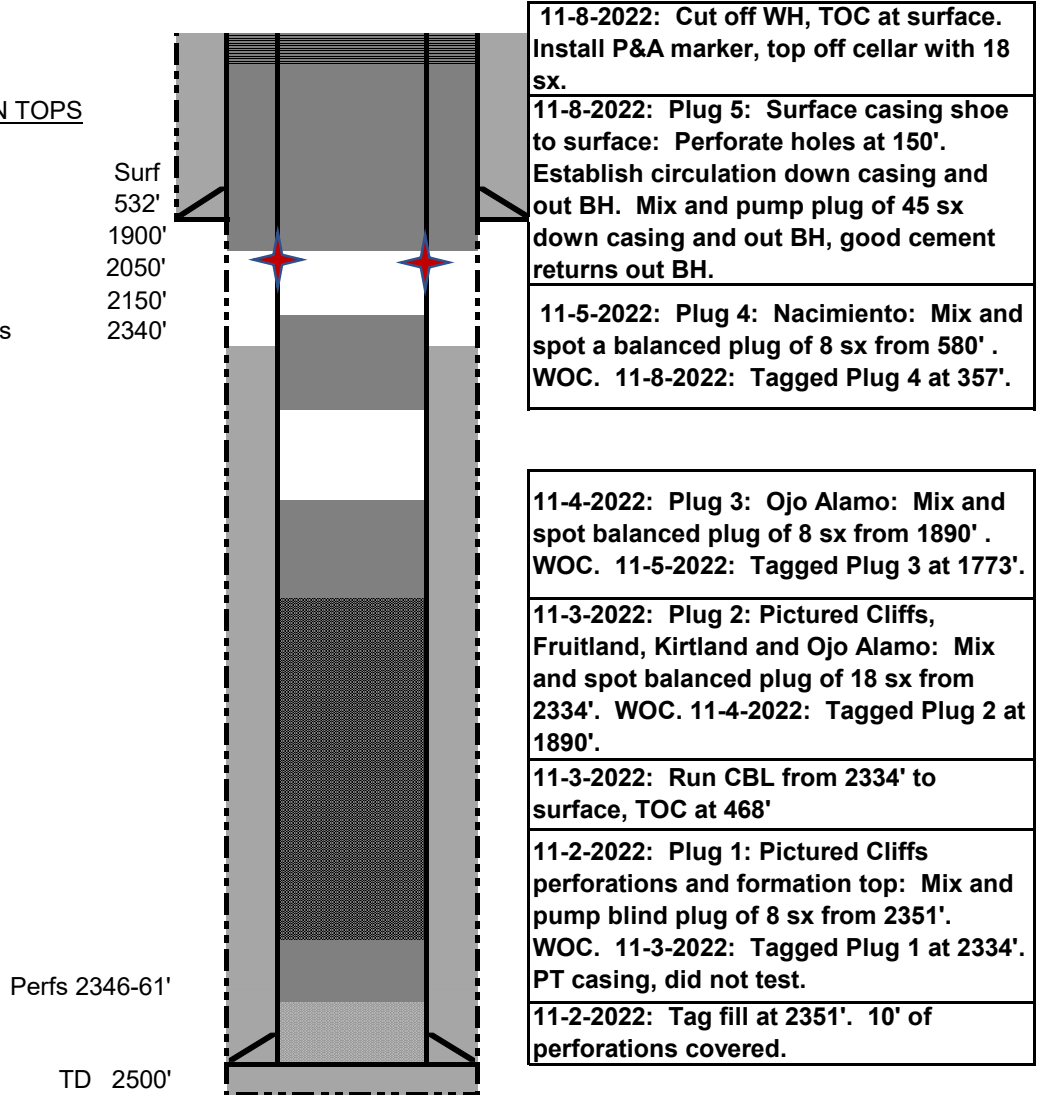 N TOPS
Surf
532'
1900'
2050'
2150'
s 2340'
Perfs 2346-61'
TD 2500'
11-8-2022: Cut off WH, TOC at surface.
Install P&A marker, top off cellar with 18
sx.
11-8-2022: Plug 5: Surface casing shoe
to surface: Perforate holes at 150'.
Establish circulation down casing and
out BH. Mix and pump plug of 45 sx
down casing and out BH, good cement
returns out BH.
11-5-2022: Plug 4: Nacimiento: Mix and
spot a balanced plug of 8 sx from 580' .
WOC. 11-8-2022: Tagged Plug 4 at 357'.
11-4-2022: Plug 3: Ojo Alamo: Mix and
spot balanced plug of 8 sx from 1890' .
WOC. 11-5-2022: Tagged Plug 3 at 1773'.
11-3-2022: Plug 2: Pictured Cliffs,
Fruitland, Kirtland and Ojo Alamo: Mix
and spot balanced plug of 18 sx from
2334'. WOC. 11-4-2022: Tagged Plug 2 at
1890'.
11-3-2022: Run CBL from 2334' to
surface, TOC at 468'
11-2-2022: Plug 1: Pictured Cliffs
perforations and formation top: Mix and
pump blind plug of 8 sx from 2351'.
WOC. 11-3-2022: Tagged Plug 1 at 2334'.
PT casing, did not test.
11-2-2022: Tag fill at 2351'. 10' of
perforations covered.